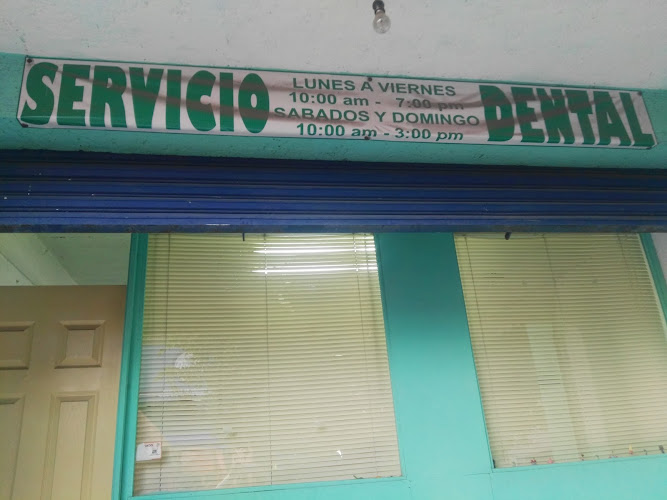 SERVICIO
LUNES A VIERNES
10:00 am - 7:00 pm
SABADOS Y DOMINGO
10:00 am - 3:00 pm
DENTAL